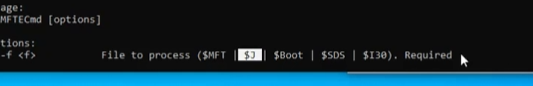 age:
MFTECmd [options]
tions:
-f <f> File to process ($MFT | $J | $Boot | $SDS | $I30). Required